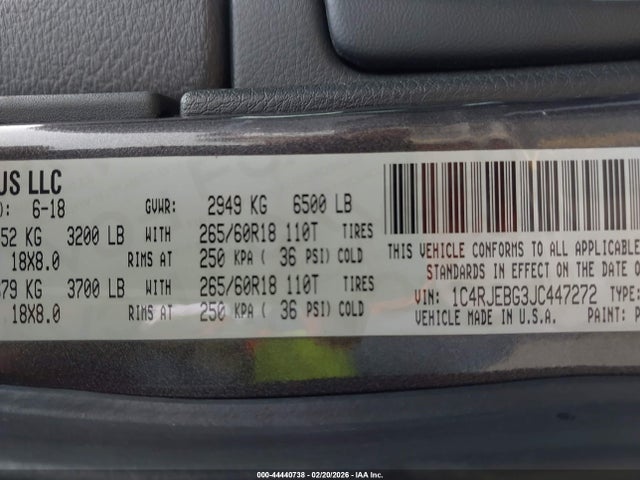 US LLC
): 6-18 GVWR: 2949 KG 6500 LB
52 KG 3200 LB WITH 265/60R18 110T TIRES
18X8.0 RIMS AT 250 KPA ( 36 PSI) COLD
79 KG 3700 LB WITH 265/60R18 110T TIRES
18X8.0 RIMS AT 250 KPA ( 36 PSI) COLD
THIS VEHICLE CONFORMS TO ALL APPLICABLE
STANDARDS IN EFFECT ON THE DATE O
VIN: 1C4RJEBG3JC447272
VEHICLE MADE IN U.S.A. PAINT: P
000-44440738 - 02/20/2026 - IAA Inc.